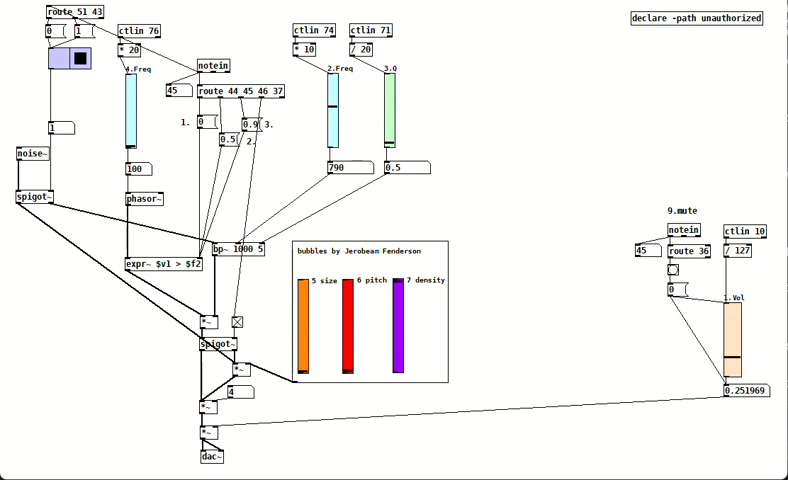 route 51 43
declare -path unauthorized
0
1
ctlin 76
ctlin 74
ctlin 71
* 20
* 10
/ 20
notein
4.Freq
2.Freq
3.Q
45
route 44 45 46 37
1.
0
0.9
3.
1
0.5
2.
noise~
100
790
0.5
spigot~
phasor~
9.mute
notein
ctlin 10
bp~ 1000 5
45
route 36
/ 127
bubbles by Jerobeam Fenderson
expr~ $v1 > $f2
5 size
6 pitch
7 density
0
1.Vol
*~
spigot~
*~
4
0.251969
*~
*~
dac~